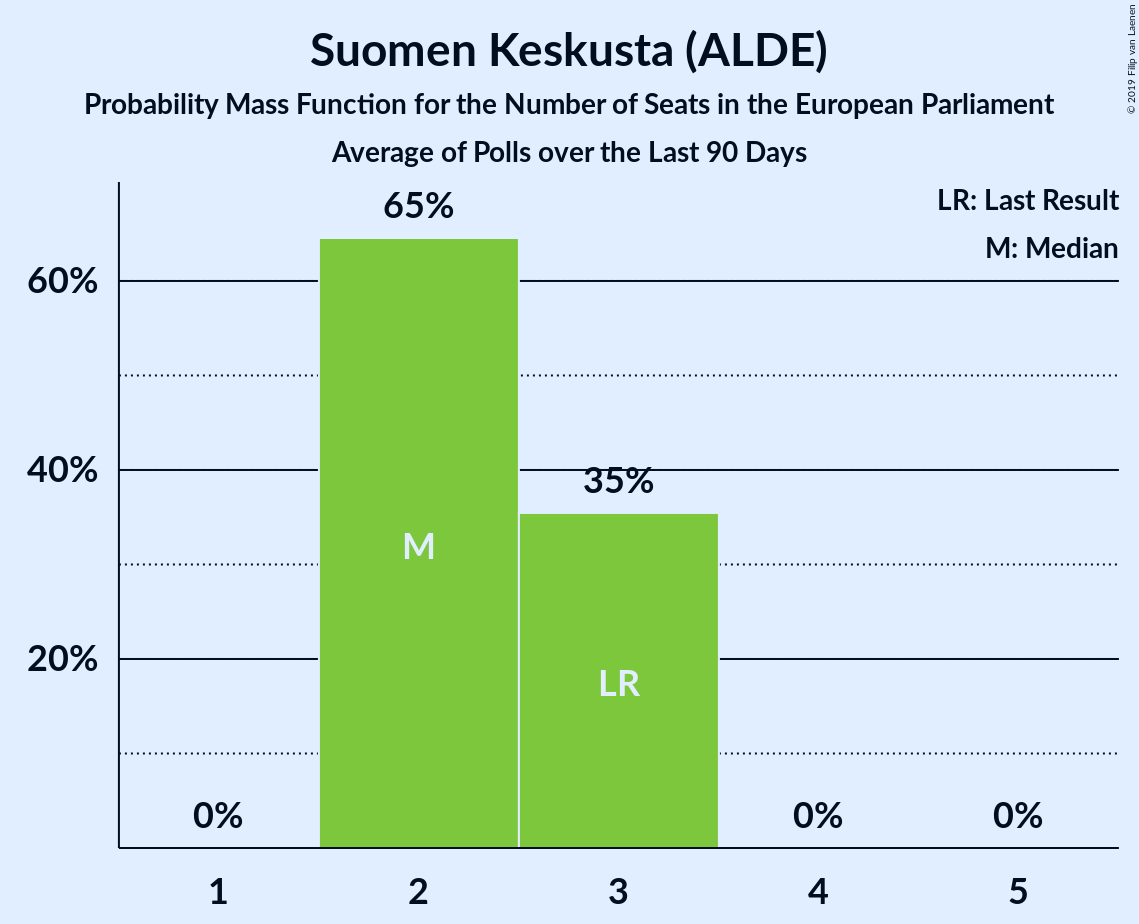 Suomen Keskusta (ALDE)
Probability Mass Function for the Number of Seats in the European Parliament
Average of Polls over the Last 90 Days
© 2019 Filip van Laenen
LR: Last Result
M: Median
65%
60%
40%
35%
M
20%
LR
0%
0%
0%
1
2
3
4
5